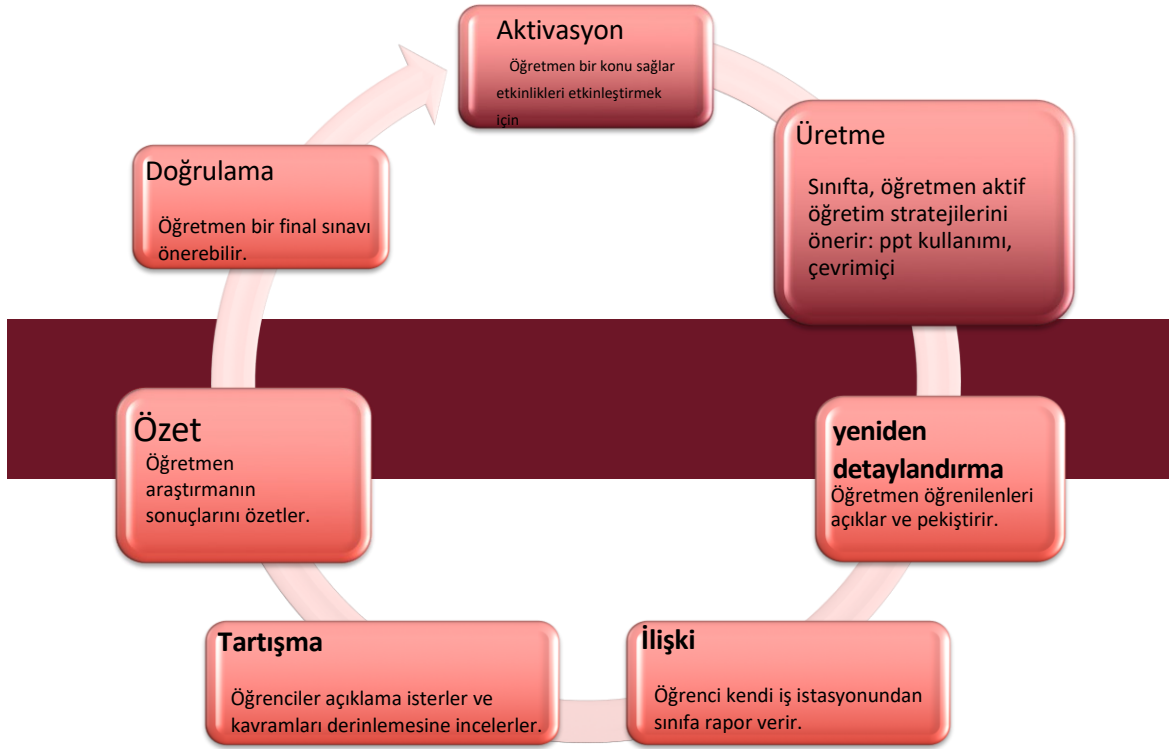 Aktivasyon
Öğretmen bir konu sağlar
etkinlikleri etkinleştirmek
için
Üretme
Sınıfta, öğretmen aktif
öğretim stratejilerini
önerir: ppt kullanımı,
çevrimiçi
yeniden
detaylandırma
Öğretmen öğrenilenleri
açıklar ve pekiştirir.
İlişki
Öğrenci kendi iş istasyonundan
sınıfa rapor verir.
Tartışma
Öğrenciler açıklama isterler ve
kavramları derinlemesine incelerler.
Özet
Öğretmen
araştırmanın
sonuçlarını özetler.
Doğrulama
Öğretmen bir final sınavı
önerebilir.